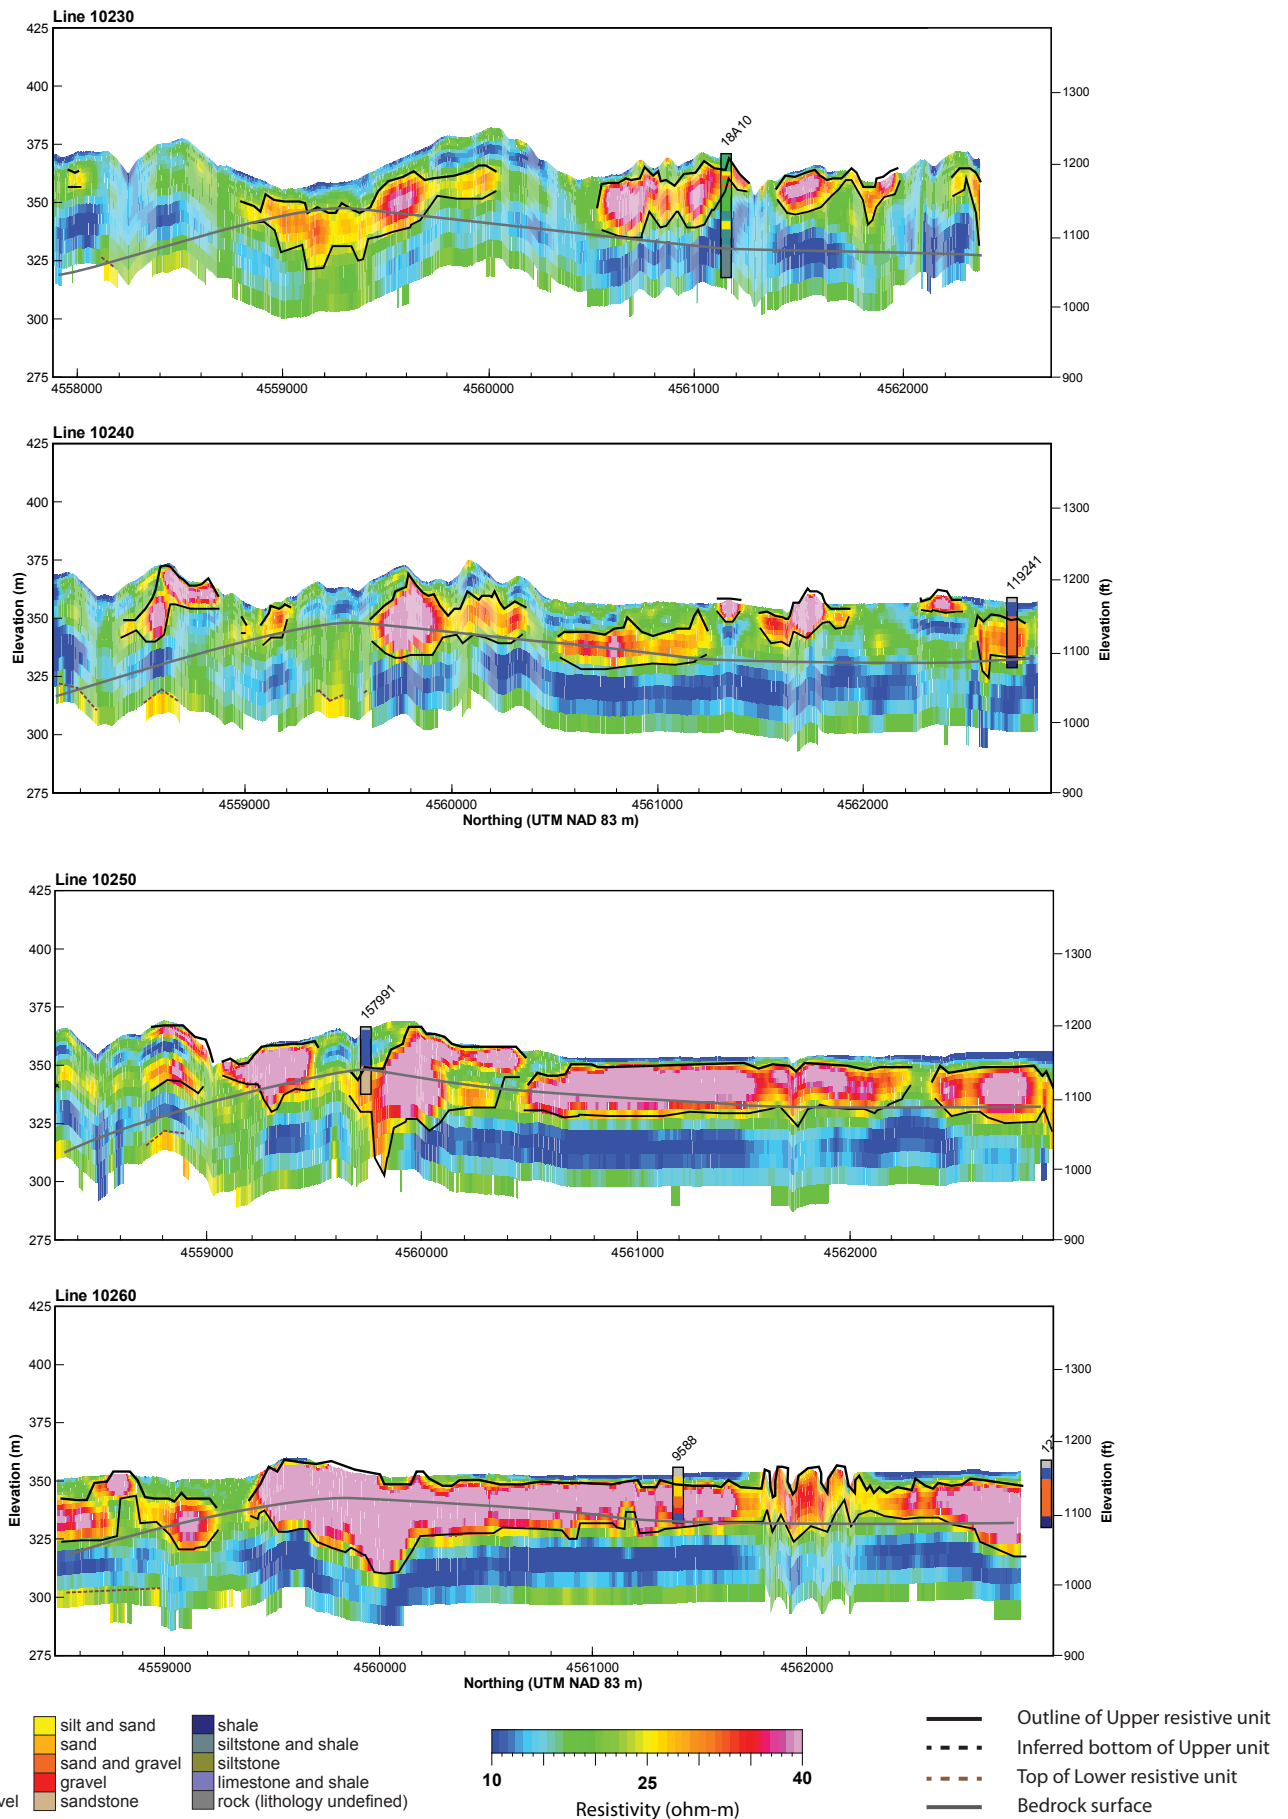 Line 10230
425
400
375
350
325
300
275
1300
1200
1100
1000
900
18A10
4558000
4559000
4560000
4561000
4562000
Line 10240
425
400
375
350
325
300
275
Elevation (m)
1300
1200
1100
1000
900
Elevation (ft)
119241
4559000
4560000
4561000
4562000
Northing (UTM NAD 83 m)
Line 10250
425
400
375
350
325
300
275
1300
1200
1100
1000
900
157991
4559000
4560000
4561000
4562000
Line 10260
425
400
375
350
325
300
275
Elevation (m)
1300
1200
1100
1000
900
Elevation (ft)
9588
4559000
4560000
4561000
4562000
Northing (UTM NAD 83 m)
silt and sand
sand
sand and gravel
gravel
sandstone
vel
shale
siltstone and shale
siltstone
limestone and shale
rock (lithology undefined)
10
25
40
Resistivity (ohm-m)
Outline of Upper resistive unit
Inferred bottom of Upper unit
Top of Lower resistive unit
Bedrock surface